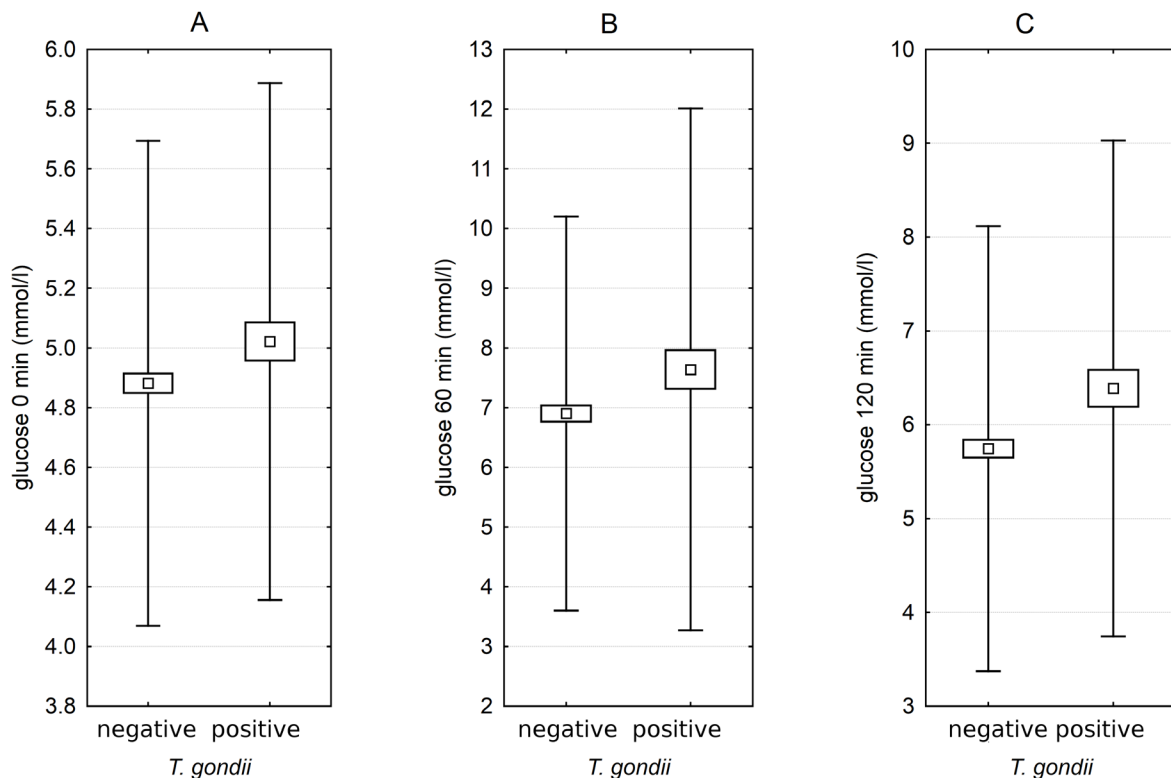 A
B
C
glucose 0 min (mmol/l)
6.0
5.8
5.6
5.4
5.2
5.0
4.8
4.6
4.4
4.2
4.0
3.8
negative positive
T. gondii
glucose 60 min (mmol/l)
13
12
11
10
9
8
7
6
5
4
3
2
negative positive
T. gondii
glucose 120 min (mmol/l)
10
9
8
7
6
5
4
3
negative positive
T. gondii